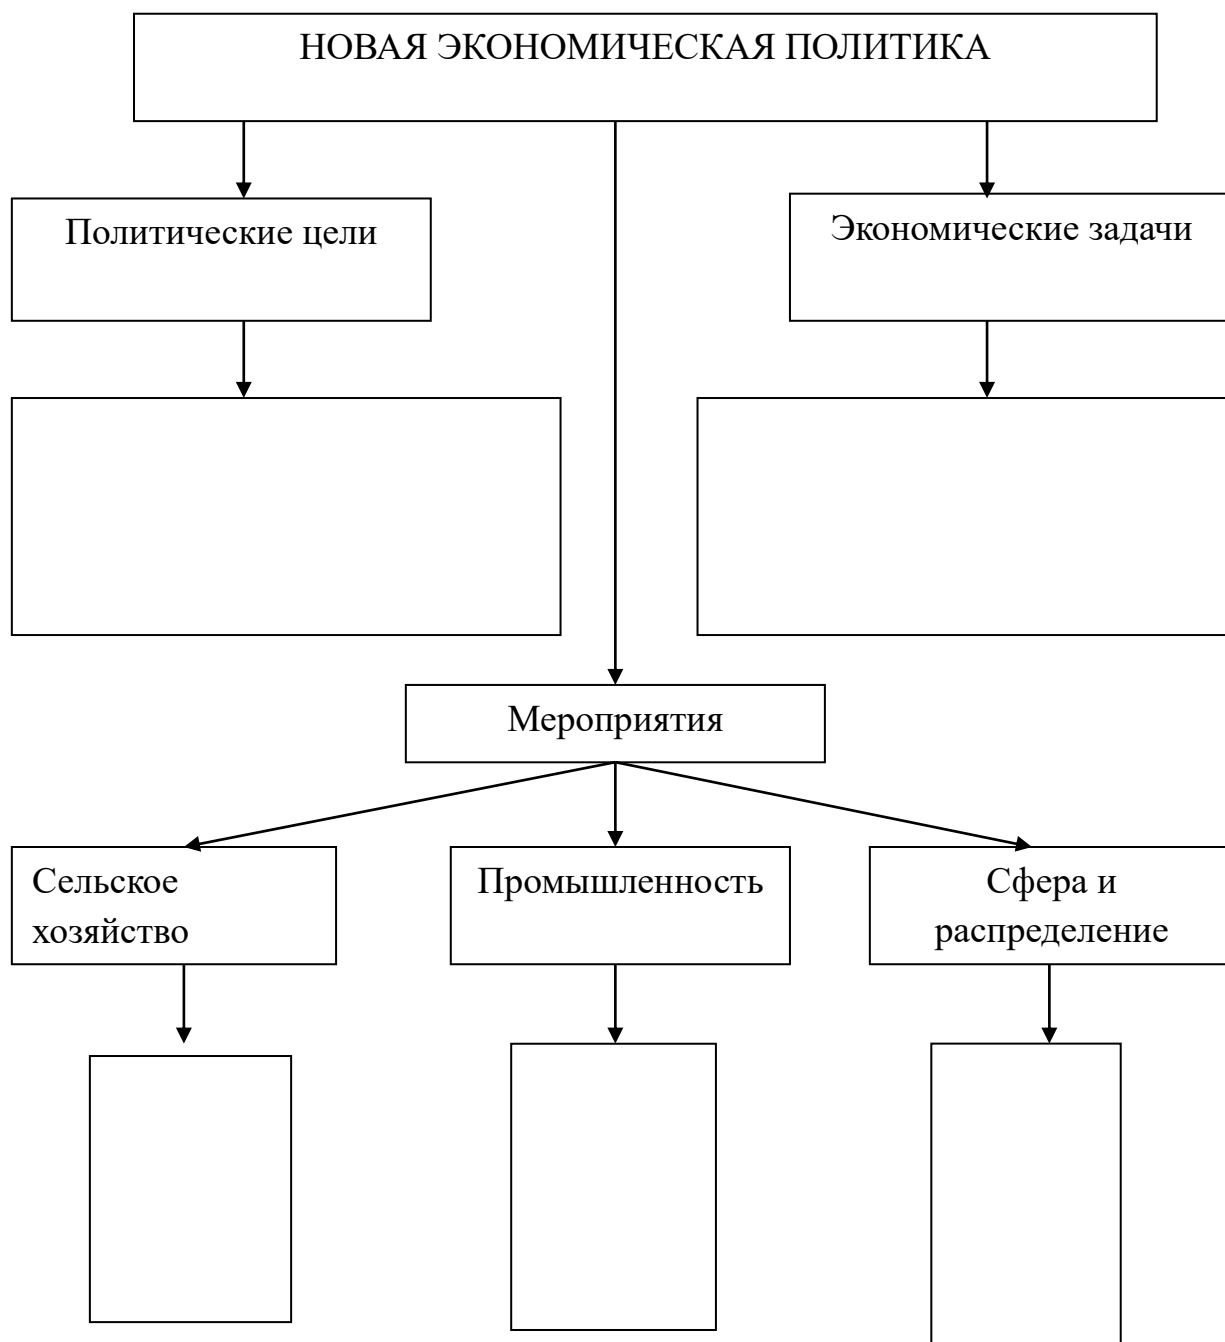 НОВАЯ ЭКОНОМИЧЕСКАЯ ПОЛИТИКА
Политические цели
Экономические задачи
Мероприятия
Сельское
хозяйство
Промышленность
Сфера и
распределение